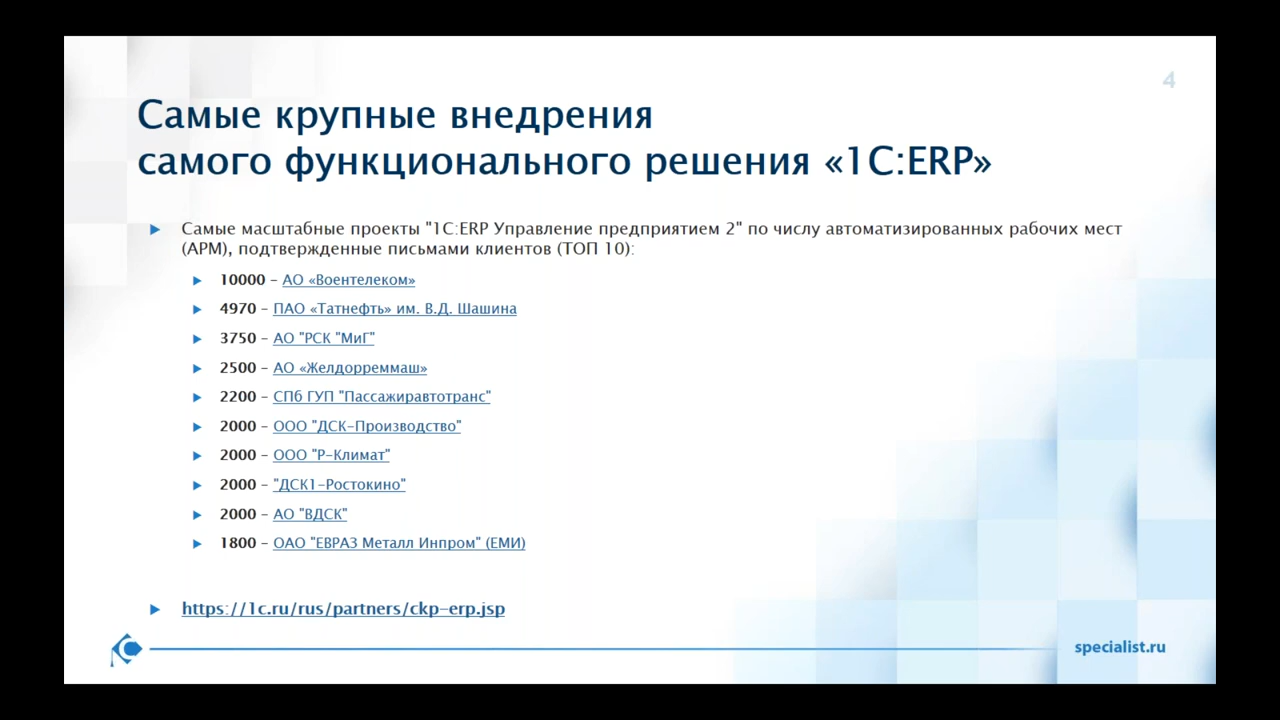 4
Самые крупные внедрения
самого функционального решения «1С:ERP»
Самые масштабные проекты "1С:ERP Управление предприятием 2" по числу автоматизированных рабочих мест
(АРМ), подтвержденные письмами клиентов (ТОП 10):
10000 – АО «Воентелеком»
4970 – ПАО «Татнефть» им. В.Д. Шашина
3750 – АО "РСК "МиГ"
2500 – АО «Желдорреммаш»
2200 – СПб ГУП "Пассажиравтотранс"
2000 – ООО "ДСК-Производство"
2000 – ООО "Р-Климат"
2000 – "ДСК1-Ростокино"
2000 – АО "ВДСК"
1800 – ОАО "ЕВРАЗ Металл Инпром" (ЕМИ)
https://1c.ru/rus/partners/ckp-erp.jsp
specialist.ru